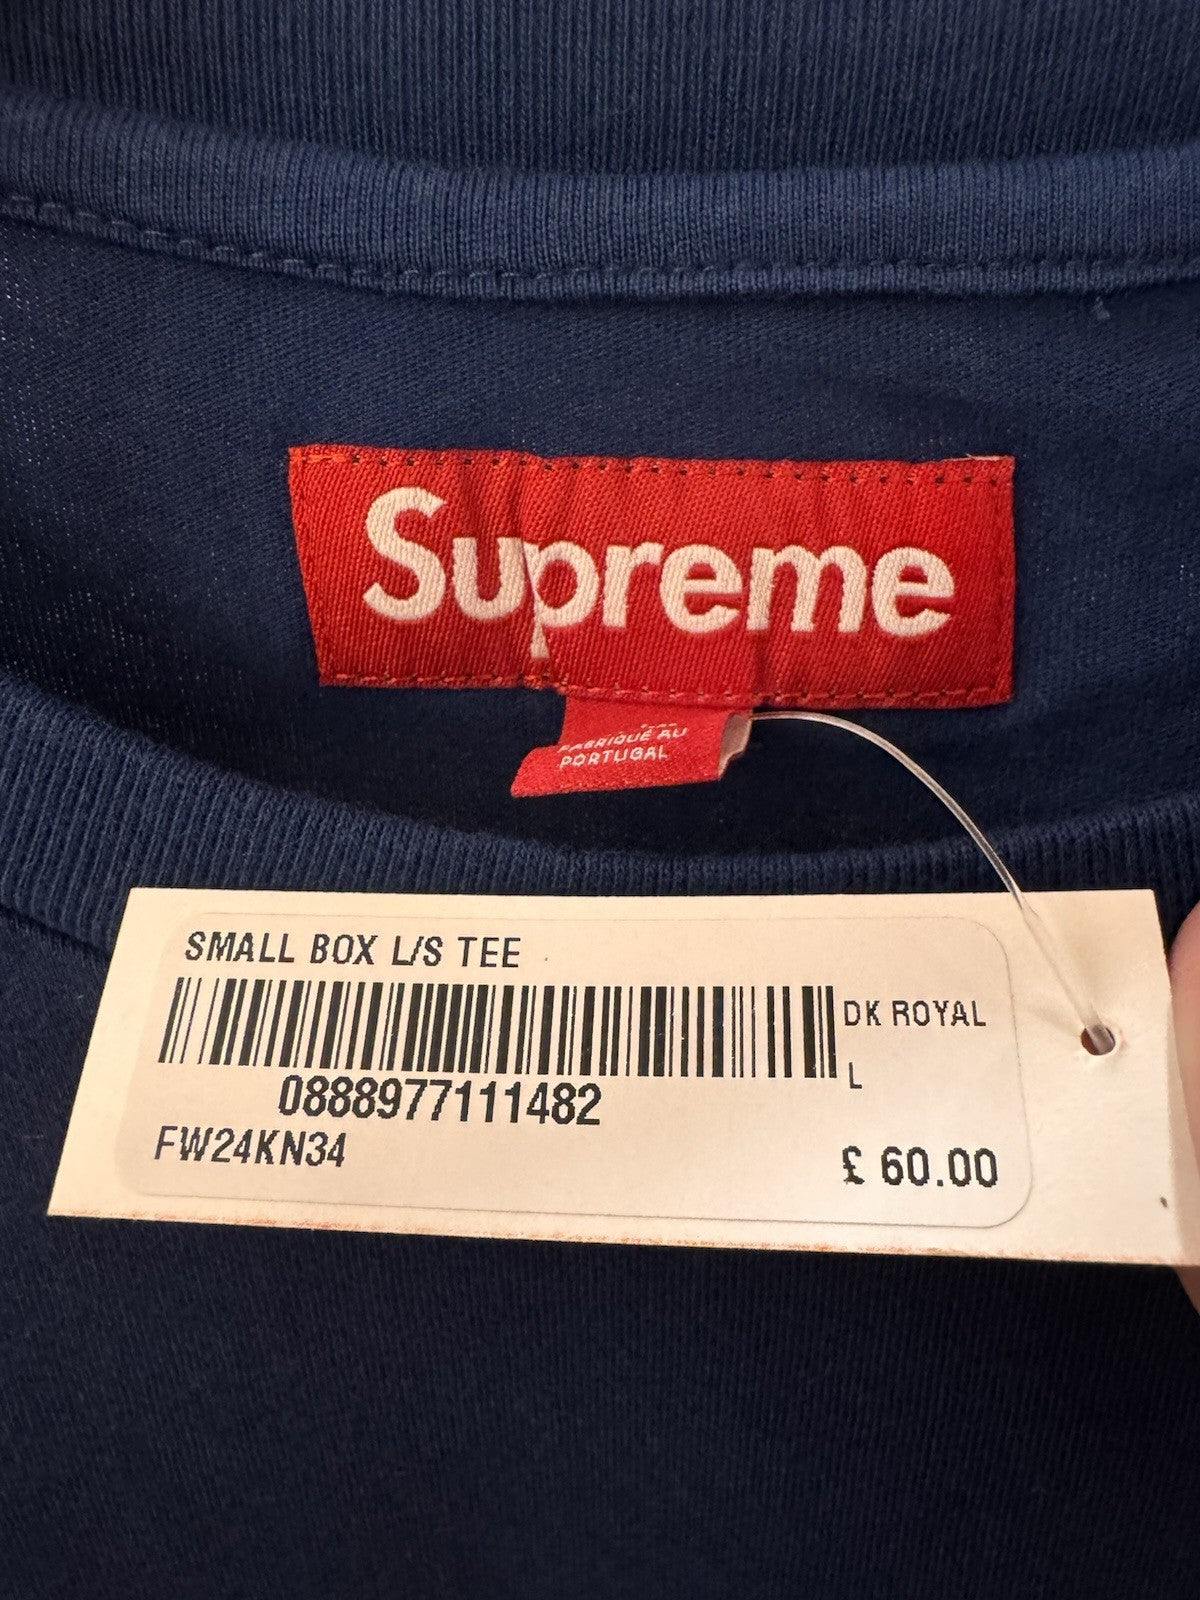 Supreme
FABRIQUÉ AU
PORTUGAL
SMALL BOX L/S TEE
DK ROYAL
L
0888977111482
FW24KN34
£ 60.00